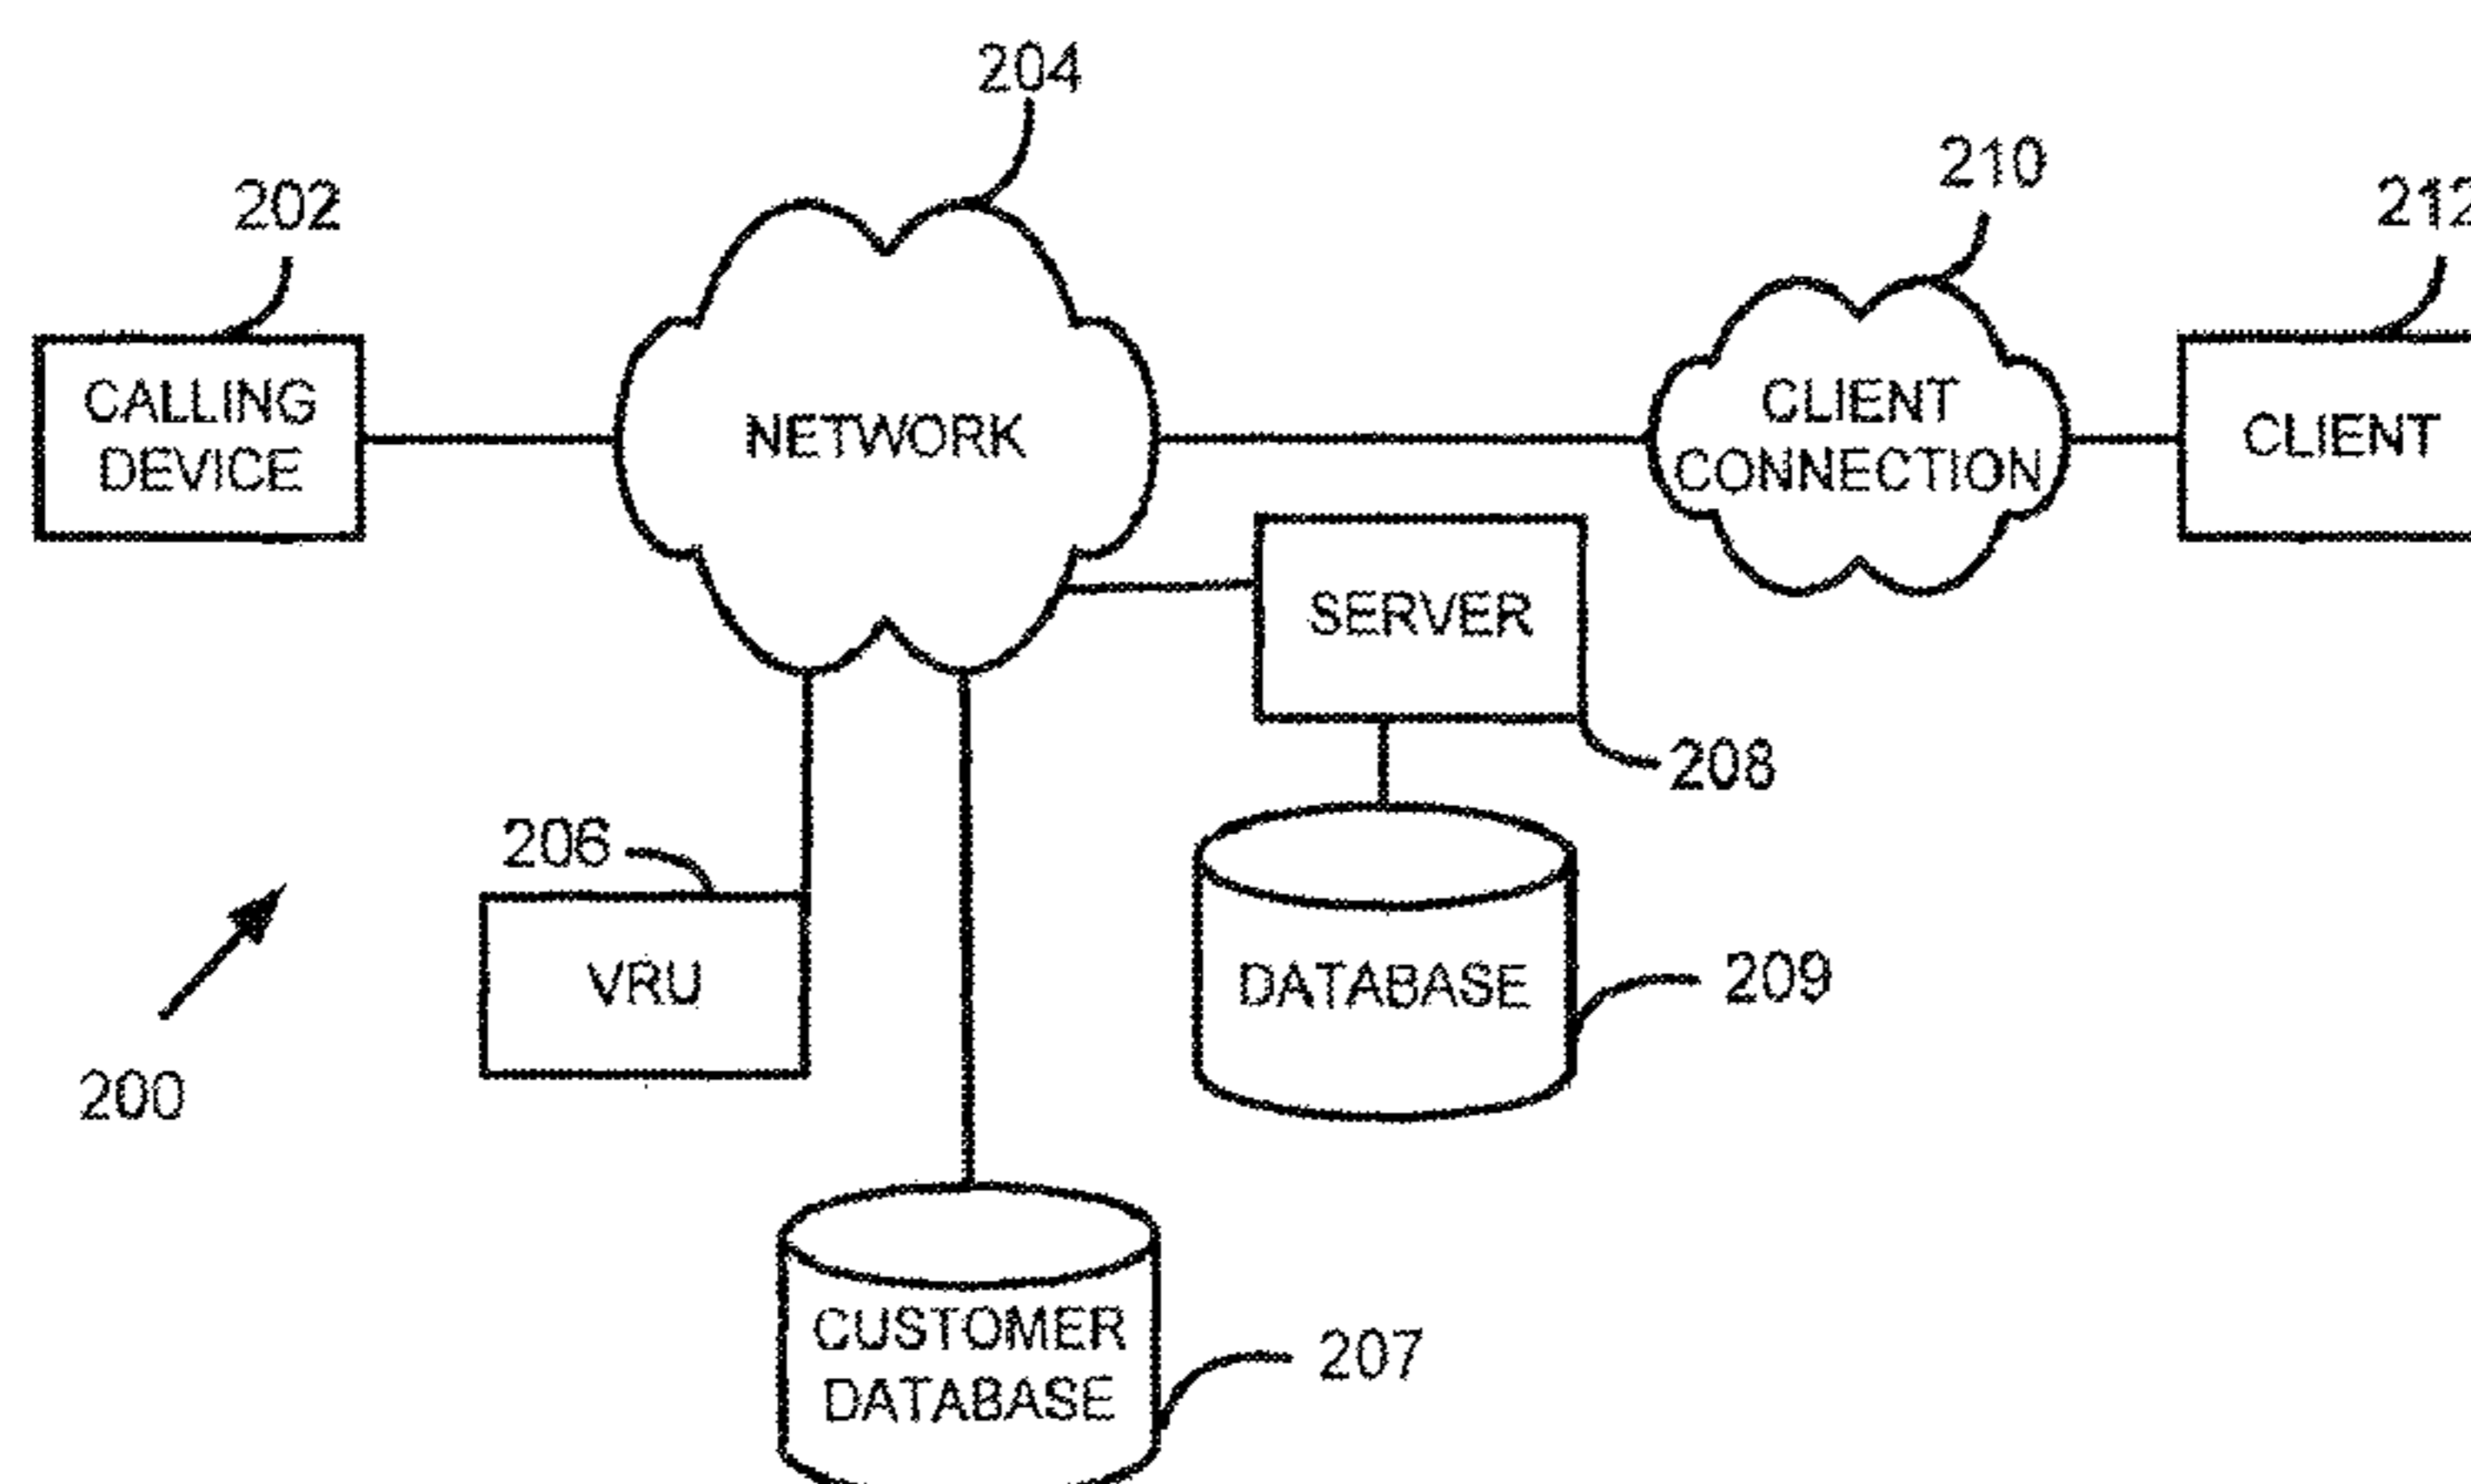 204
210
202
212
CALLING
DEVICE
NETWORK
CLIENT
CONNECTION
CLIENT
SERVER
208
206
VRU
DATABASE
209
200
CUSTOMER
DATABASE
207